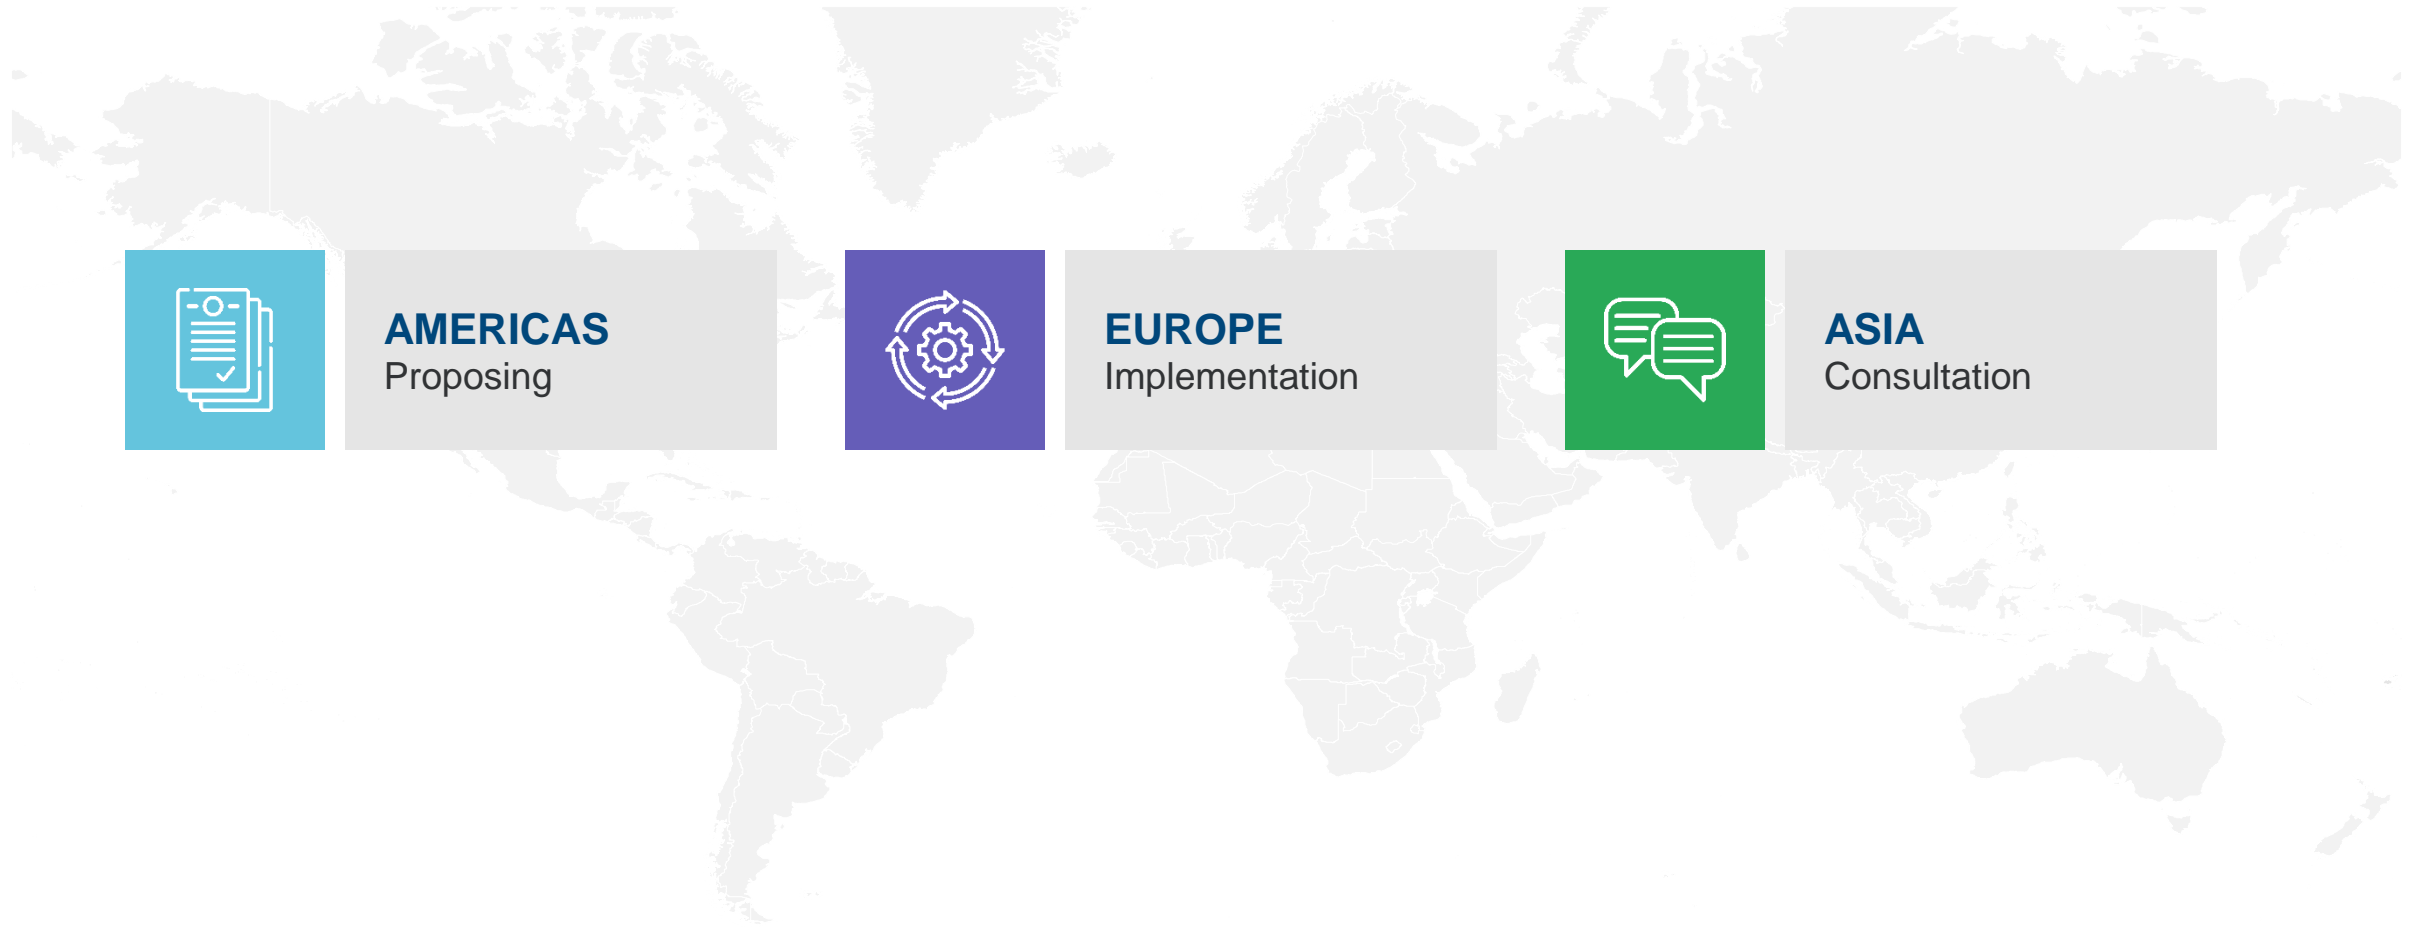 AMERICAS
Proposing
EUROPE
Implementation
ASIA
Consultation